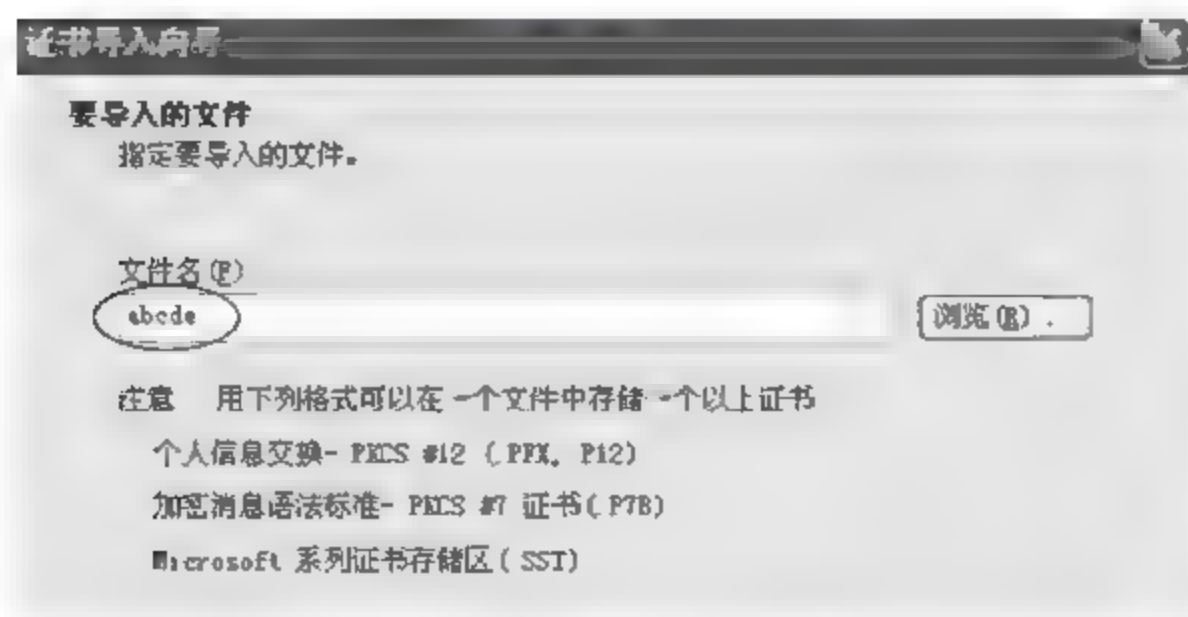 证书导入向导
要导入的文件
指定要导入的文件。
文件名(F)
abcde
浏览(R).
注意 用下列格式可以在一个文件中存储一个以上证书
个人信息交换- PKCS #12 (.PFX, P12)
加密消息语法标准- PKCS #7 证书( P7B)
Microsoft 系列证书存储区( SST)